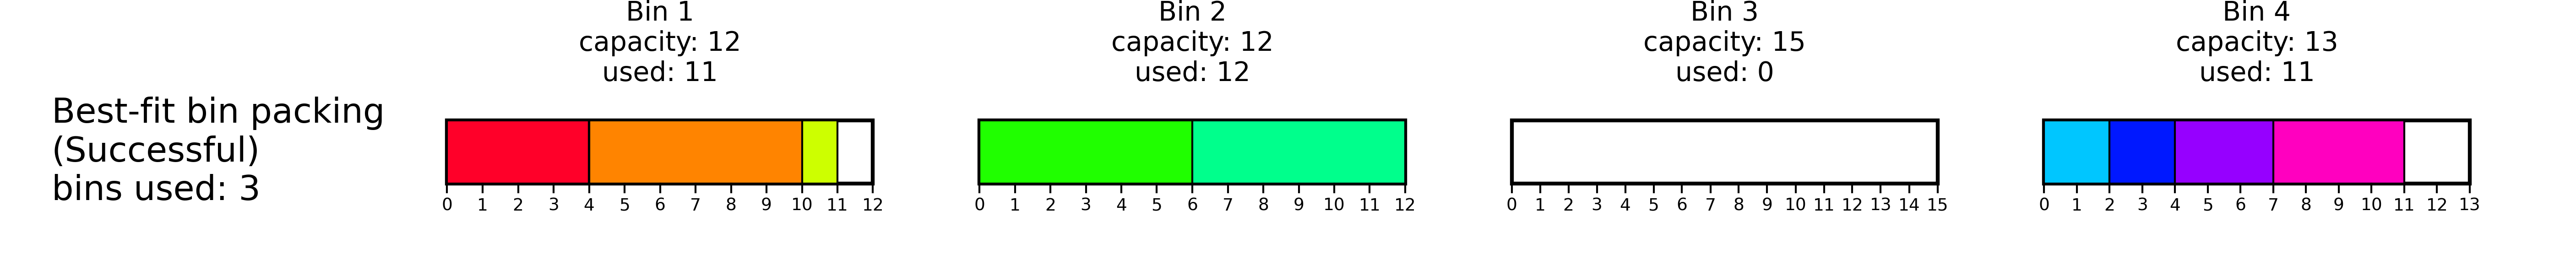 Bin 1
capacity: 12
used: 11
Bin 2
capacity: 12
used: 12
Bin 3
capacity: 15
used: 0
Bin 4
capacity: 13
used: 11
Best-fit bin packing
(Successful)
bins used: 3
0 1 2 3 4 5 6 7 8 9 10 11 12
0 1 2 3 4 5 6 7 8 9 10 11 12
0 1 2 3 4 5 6 7 8 9 10 11 12 13 14 15
0 1 2 3 4 5 6 7 8 9 10 11 12 13